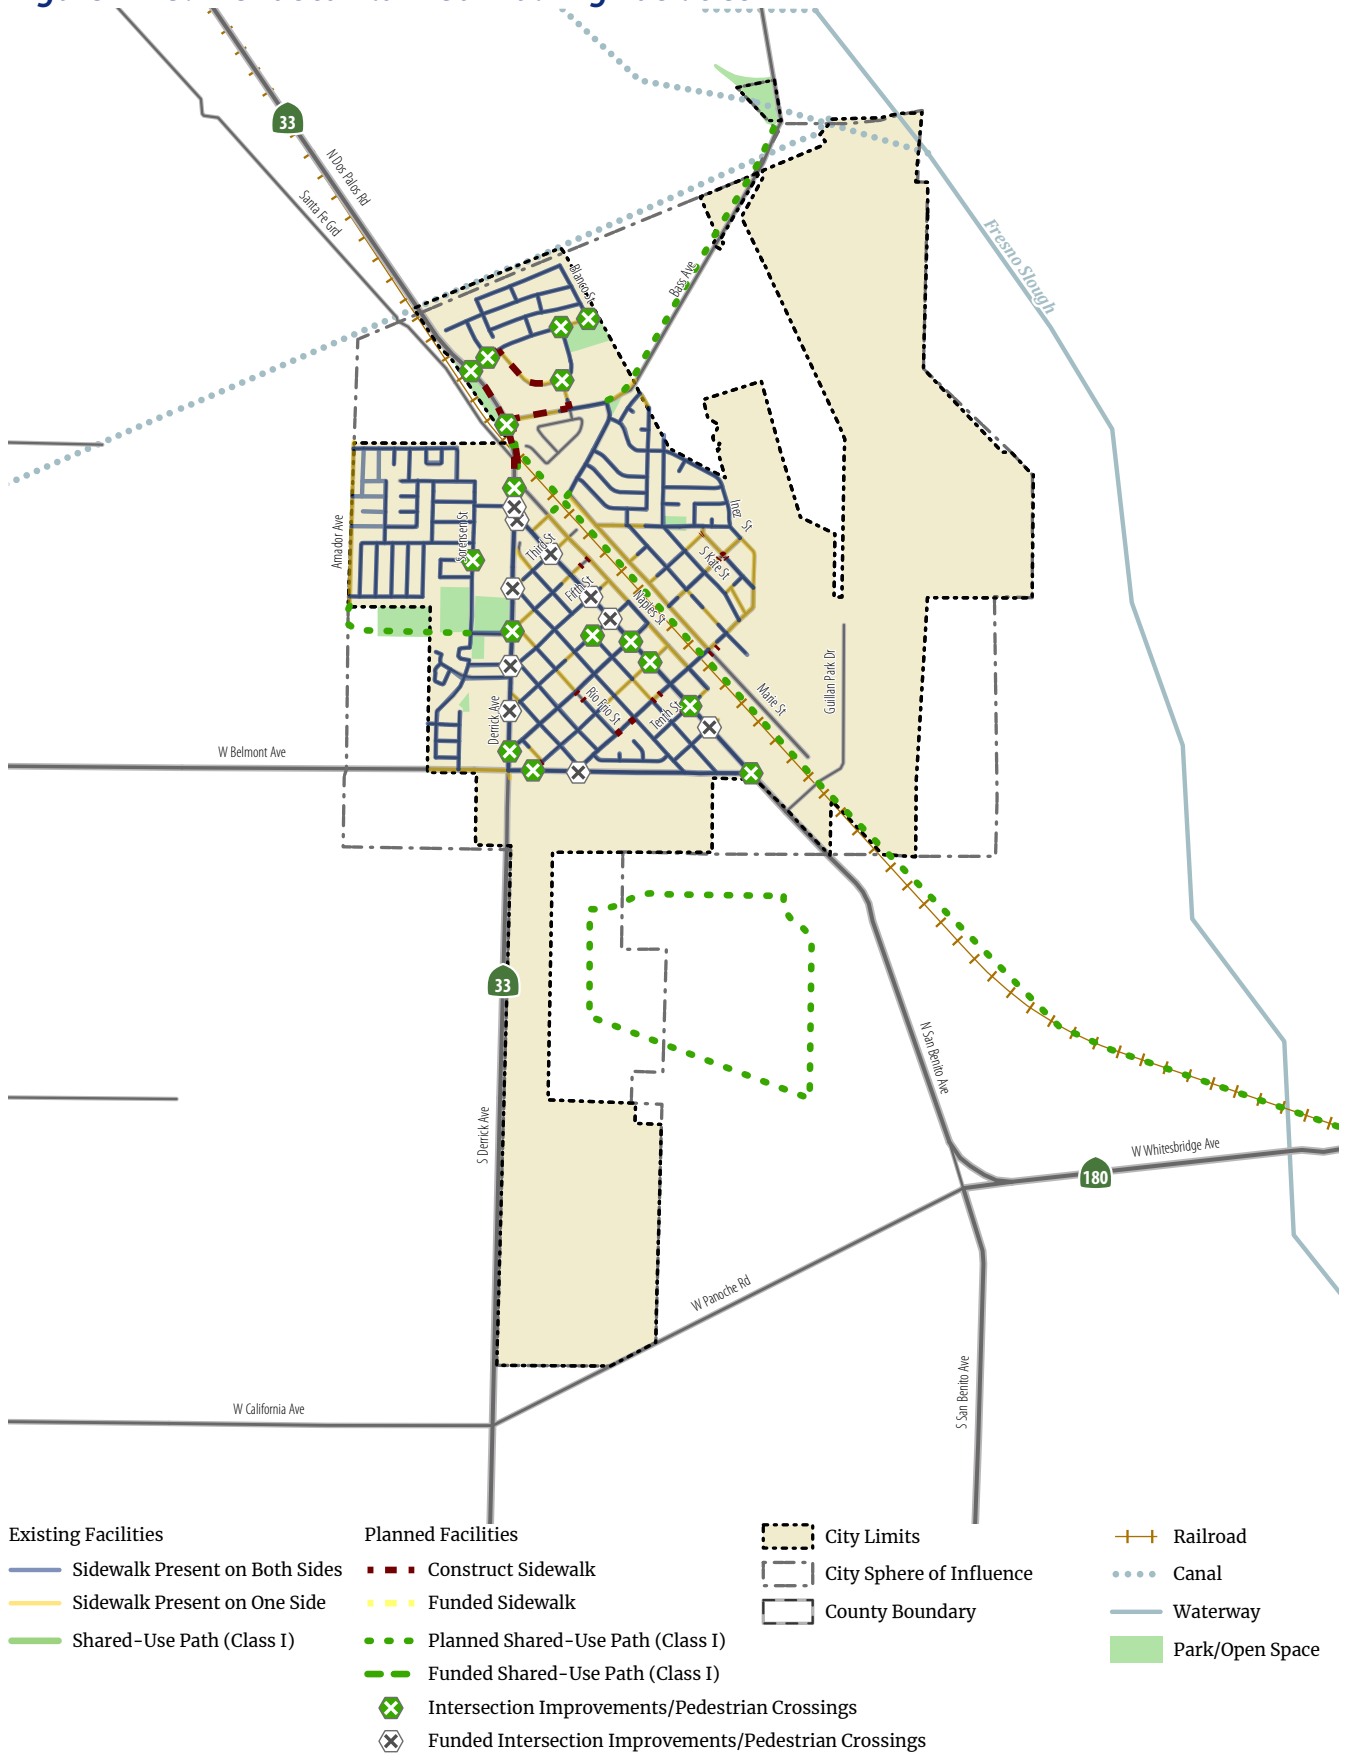 33
N Dos Palos Rd
Santa Fe Grd
Fresno Slough
Blanco St
Bass Ave
Amador Ave
Sorensen St
Third St
Fifth St
Naples St
Inez St
S Kate St
Rio Frio St
Tenth St
Marie St
Guillan Park Dr
Derrick Ave
W Belmont Ave
33
N San Benito Ave
S Derrick Ave
W Whitesbridge Ave
180
W Panoche Rd
S San Benito Ave
W California Ave
Existing Facilities
Sidewalk Present on Both Sides
Sidewalk Present on One Side
Shared-Use Path (Class I)
Planned Facilities
Construct Sidewalk
Funded Sidewalk
Planned Shared-Use Path (Class I)
Funded Shared-Use Path (Class I)
Intersection Improvements/Pedestrian Crossings
Funded Intersection Improvements/Pedestrian Crossings
City Limits
City Sphere of Influence
County Boundary
Railroad
Canal
Waterway
Park/Open Space